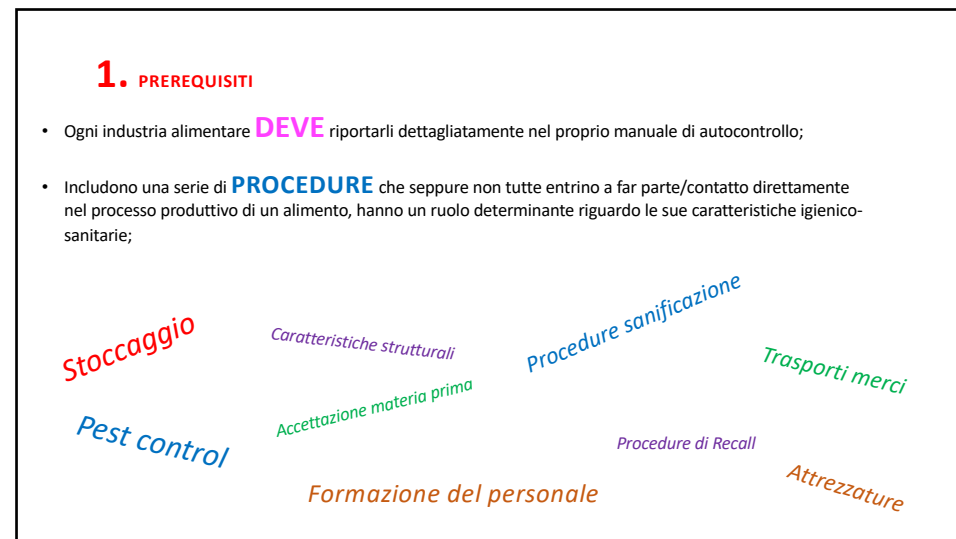 1. PREREQUISITI
• Ogni industria alimentare DEVE riportarli dettagliatamente nel proprio manuale di autocontrollo;
• Includono una serie di PROCEDURE che seppure non tutte entrino a far parte/contatto direttamente
nel processo produttivo di un alimento, hanno un ruolo determinante riguardo le sue caratteristiche igienico-
sanitarie;
Stoccaggio
Caratteristiche strutturali
Procedure sanificazione
Trasporti merci
Pest control
Accettazione materia prima
Procedure di Recall
Attrezzature
Formazione del personale